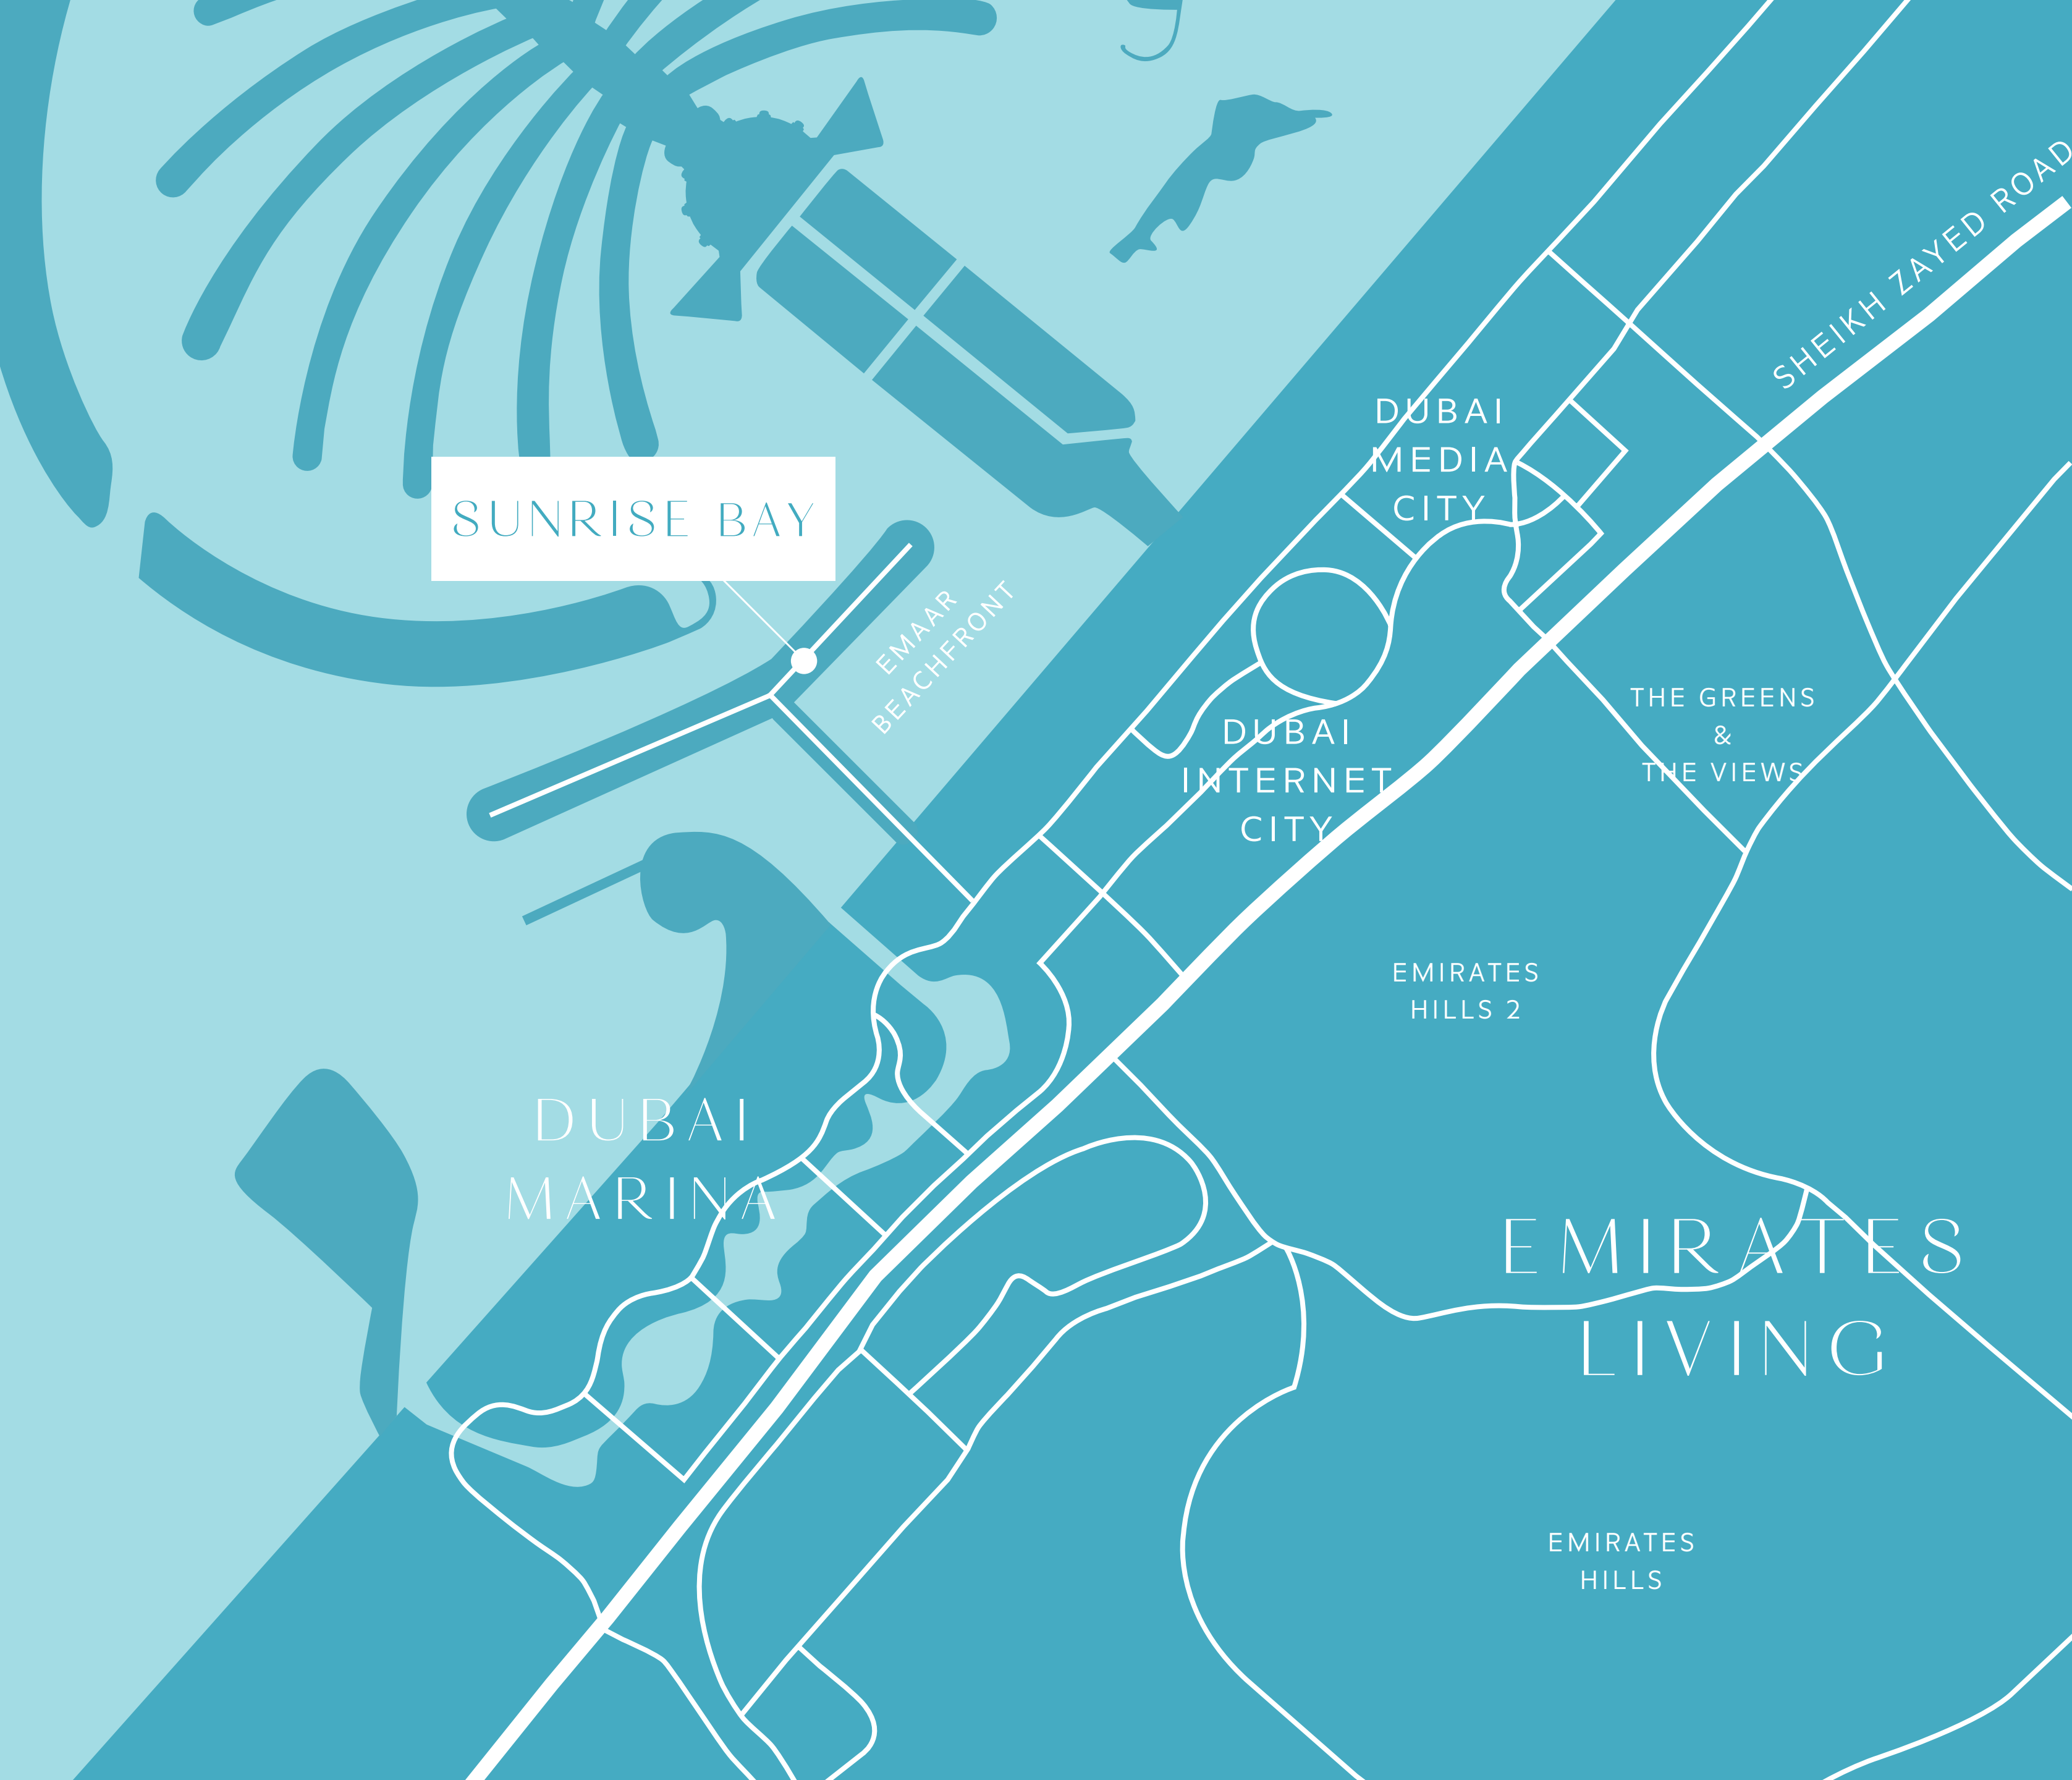 SHEIKH ZAYED ROAD
DUBAI
MEDIA
CITY
SUNRISE BAY
EMAAR
BEACHFRONT
THE GREENS
&
THE VIEWS
DUBAI
INTERNET
CITY
EMIRATES
HILLS 2
DUBAI
MARINA
EMIRATES
LIVING
EMIRATES
HILLS